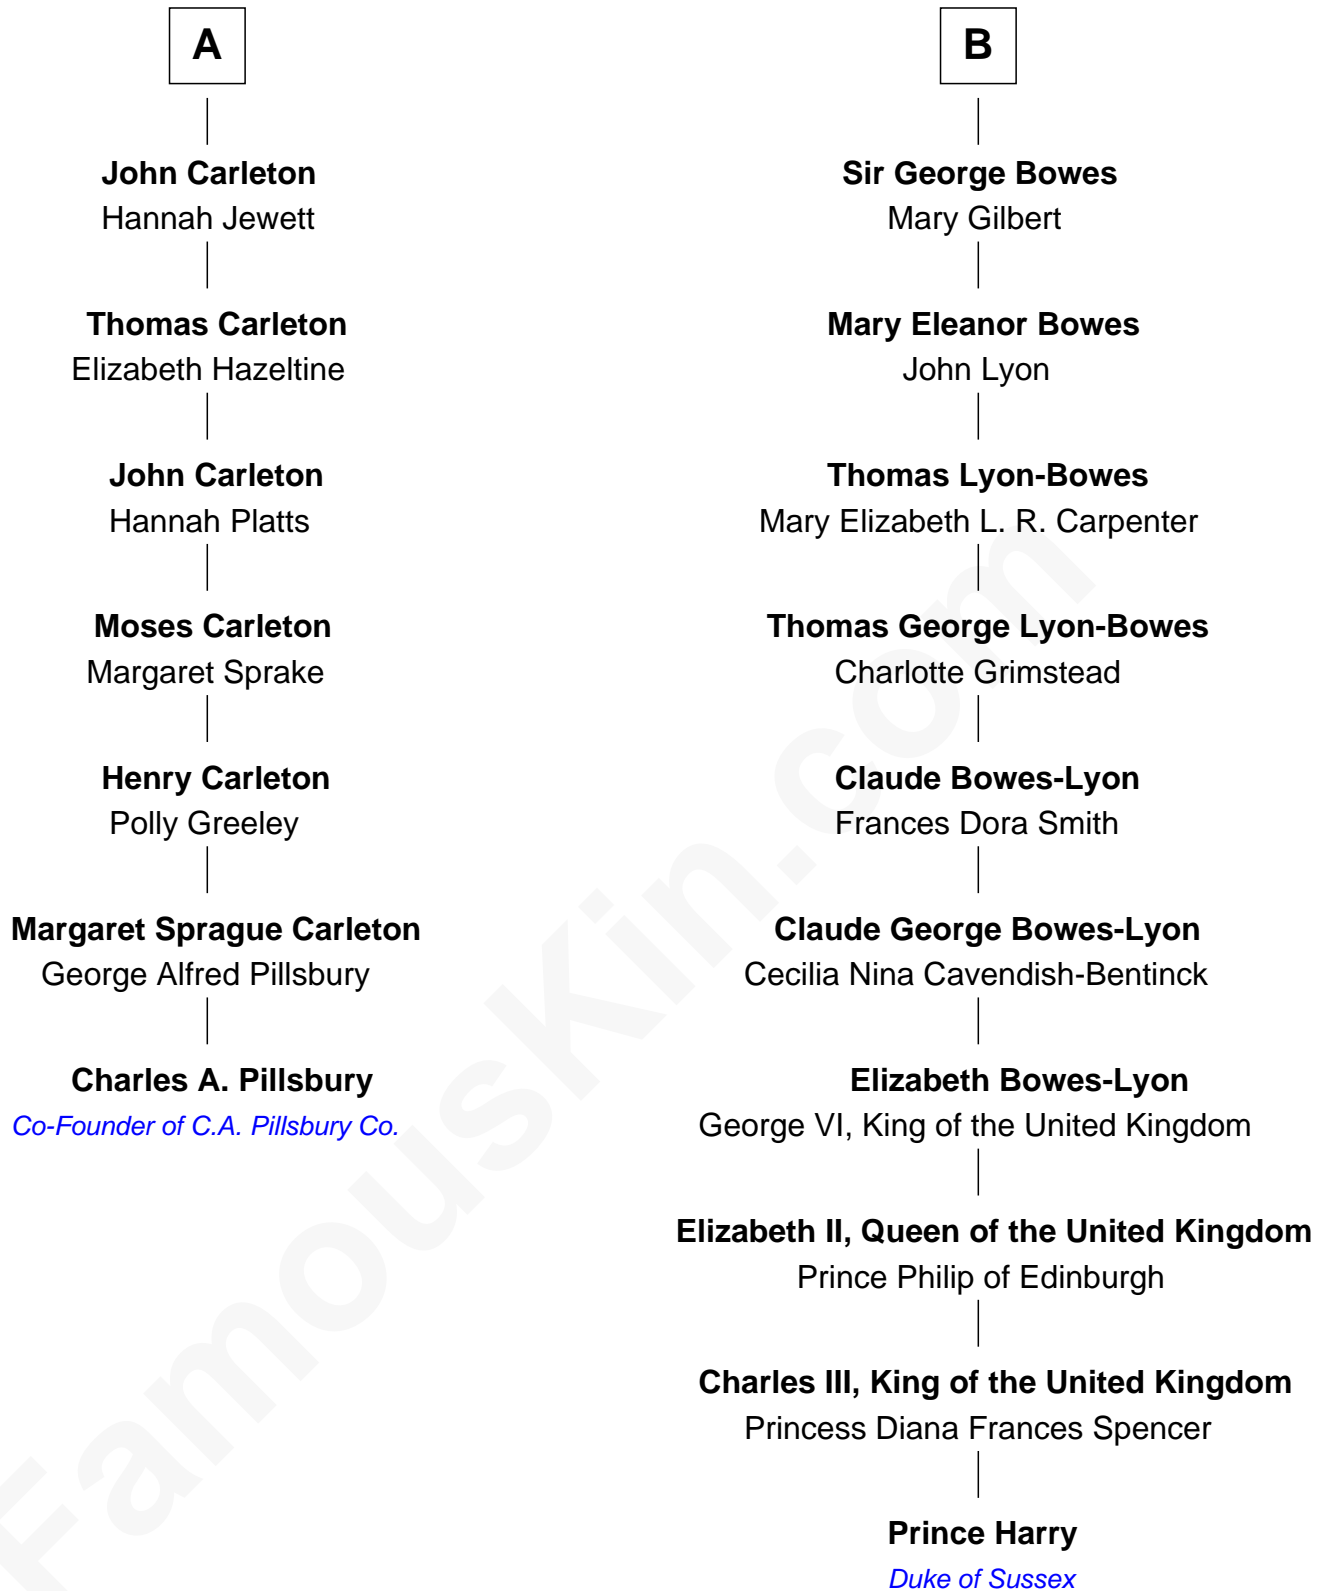 A
John Carleton
Hannah Jewett
Thomas Carleton
Elizabeth Hazeltine
John Carleton
Hannah Platts
Moses Carleton
Margaret Sprake
Henry Carleton
Polly Greeley
Margaret Sprague Carleton
George Alfred Pillsbury
Charles A. Pillsbury
Co-Founder of C.A. Pillsbury Co.
B
Sir George Bowes
Mary Gilbert
Mary Eleanor Bowes
John Lyon
Thomas Lyon-Bowes
Mary Elizabeth L. R. Carpenter
Thomas George Lyon-Bowes
Charlotte Grimstead
Claude Bowes-Lyon
Frances Dora Smith
Claude George Bowes-Lyon
Cecilia Nina Cavendish-Bentinck
Elizabeth Bowes-Lyon
George VI, King of the United Kingdom
Elizabeth II, Queen of the United Kingdom
Prince Philip of Edinburgh
Charles III, King of the United Kingdom
Princess Diana Frances Spencer
Prince Harry
Duke of Sussex
FamousKin.com